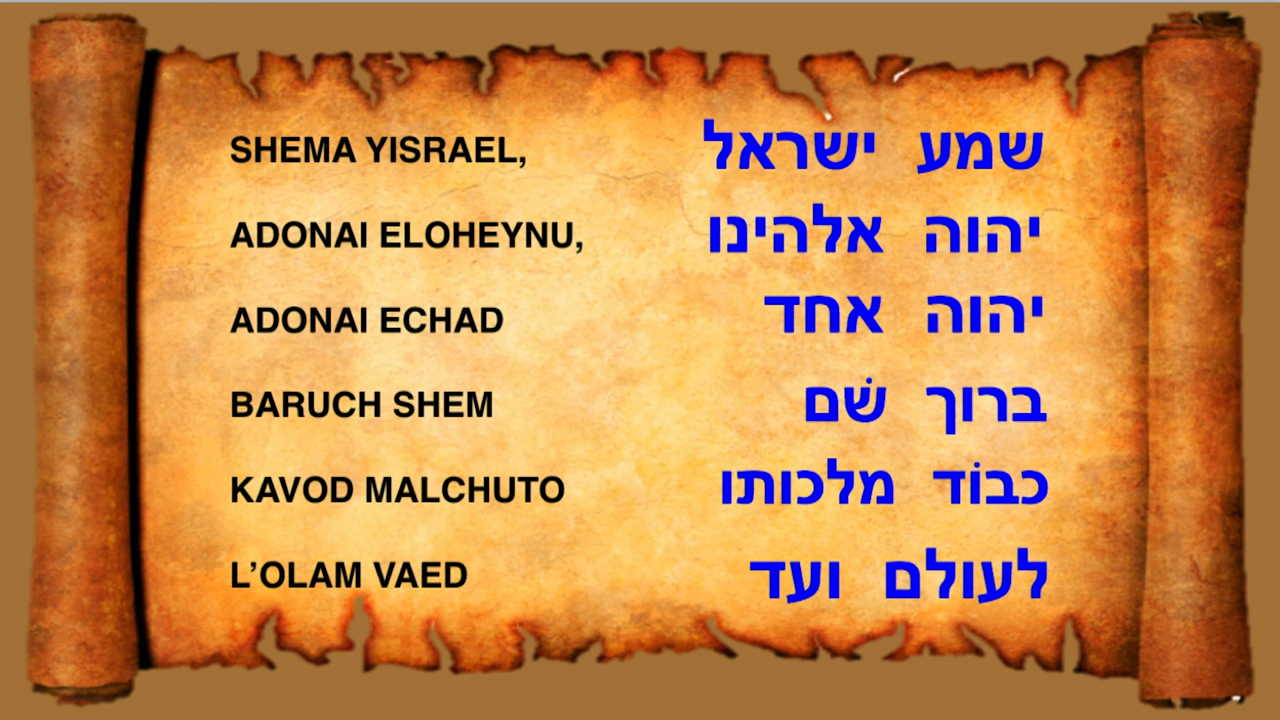 SHEMA YISRAEL, שמע ישראל
ADONAI ELOHEYNU, יהוה אלהינו
ADONAI ECHAD יהוה אחד
BARUCH SHEM ברוך שׁם
KAVOD MALCHUTO כבוֹד מלכותו
L’OLAM VAED לעולם ועד